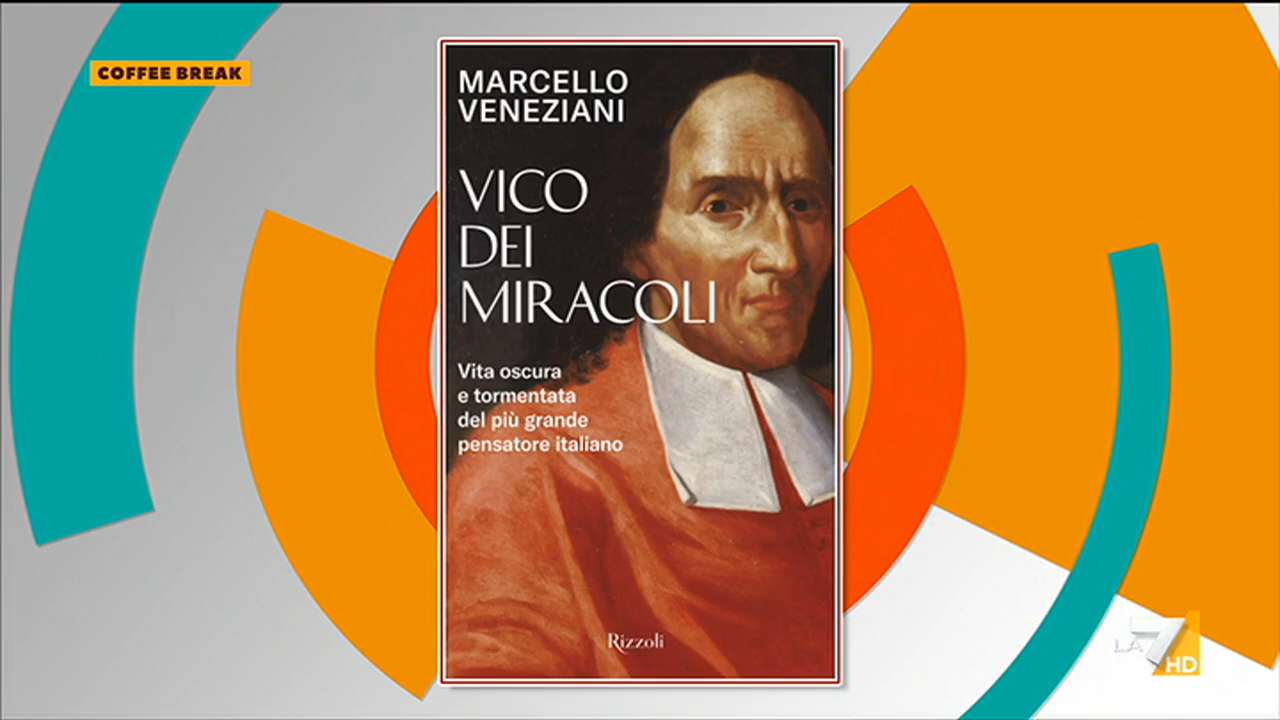 COFFEE BREAK
MARCELLO
VENEZIANI
VICO
DEI
MIRACOLI
Vita oscura
e tormentata
del più grande
pensatore italiano
Rizzoli
LA7
HD